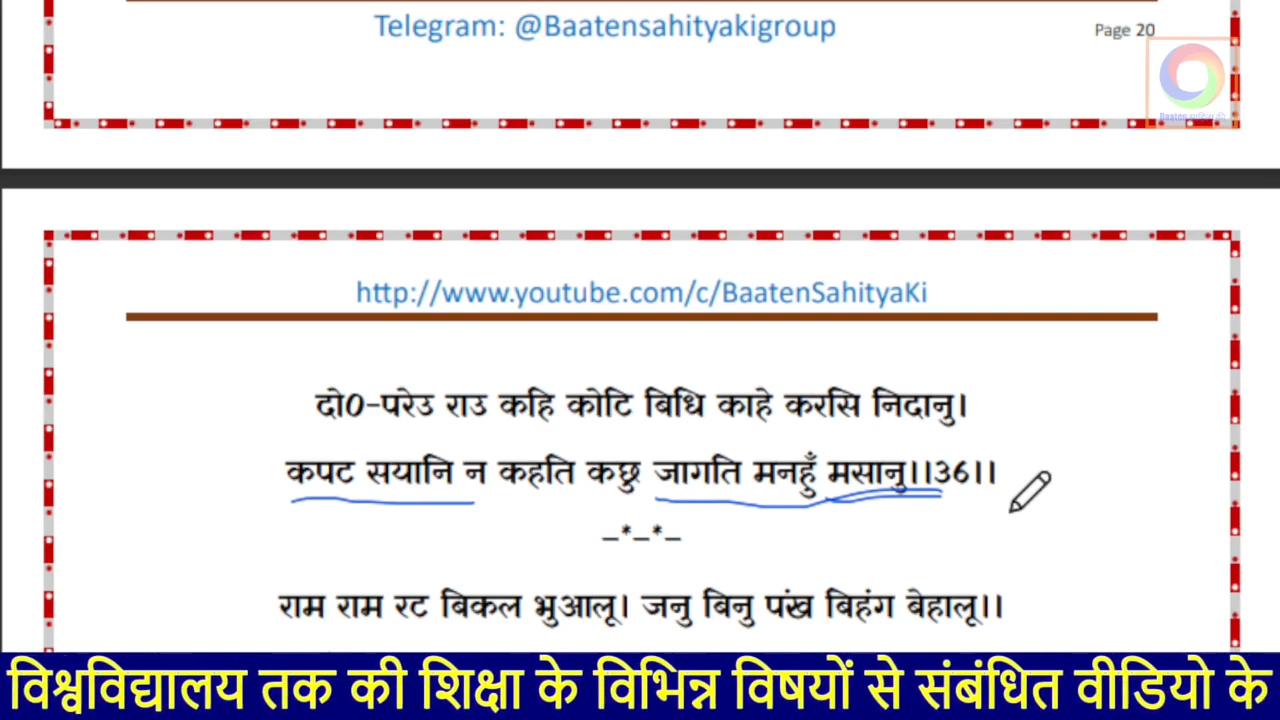 Telegram: @Baatensahityakigroup
Page 20
Baaten साहित्य की
http://www.youtube.com/c/BaatenSahityaKi
दो0-परेउ राउ कहि कोटि बिधि काहे करसि निदानु।
कपट सयानि न कहति कछु जागति मनहुँ मसानु।।36।।
–*–*–
राम राम रट बिकल भुआलू। जनु बिनु पंख बिहंग बेहालू।।
विश्वविद्यालय तक की शिक्षा के विभिन्न विषयों से संबंधित वीडियो के